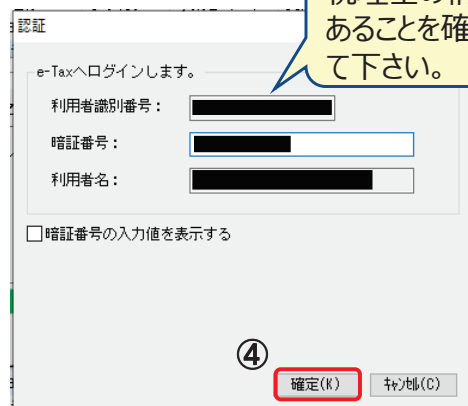 認証
あることを確
て下さい。
e-Taxへログインします。
利用者識別番号：
暗証番号：
利用者名：
暗証番号の入力値を表示する
④
確定(K)
ｷｬﾝｾﾙ(C)